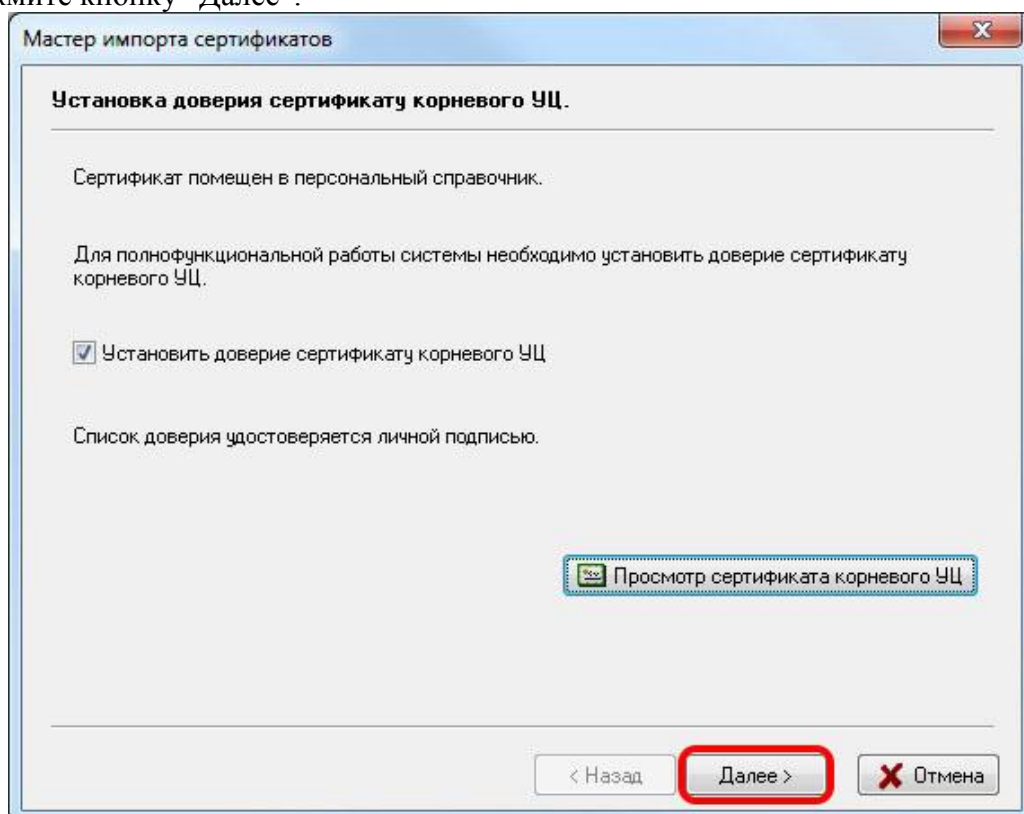 кнопку "Далее".
Мастер импорта сертификатов
Установка доверия сертификату корневого УЦ.
Сертификат помещен в персональный справочник.
Для полнофункциональной работы системы необходимо установить доверие сертификату
корневого УЦ.
Установить доверие сертификату корневого УЦ
Список доверия удостоверяется личной подписью.
Просмотр сертификата корневого УЦ
< Назад
Далее >
Отмена